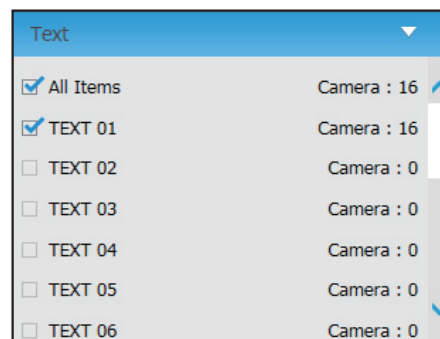 Text
All Items Camera : 16
TEXT 01 Camera : 16
TEXT 02 Camera : 0
TEXT 03 Camera : 0
TEXT 04 Camera : 0
TEXT 05 Camera : 0
TEXT 06 Camera : 0